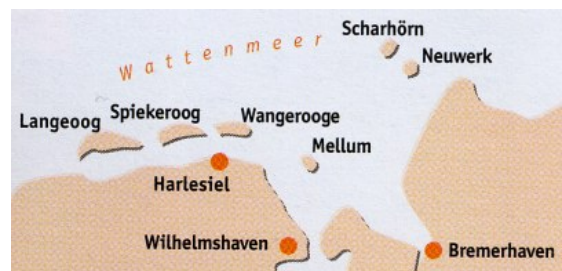 Scharhörn
Neuwerk
Wattenmeer
Spiekeroog
Wangerooge
Langeoog
Mellum
Harlesiel
Wilhelmshaven
Bremerhaven